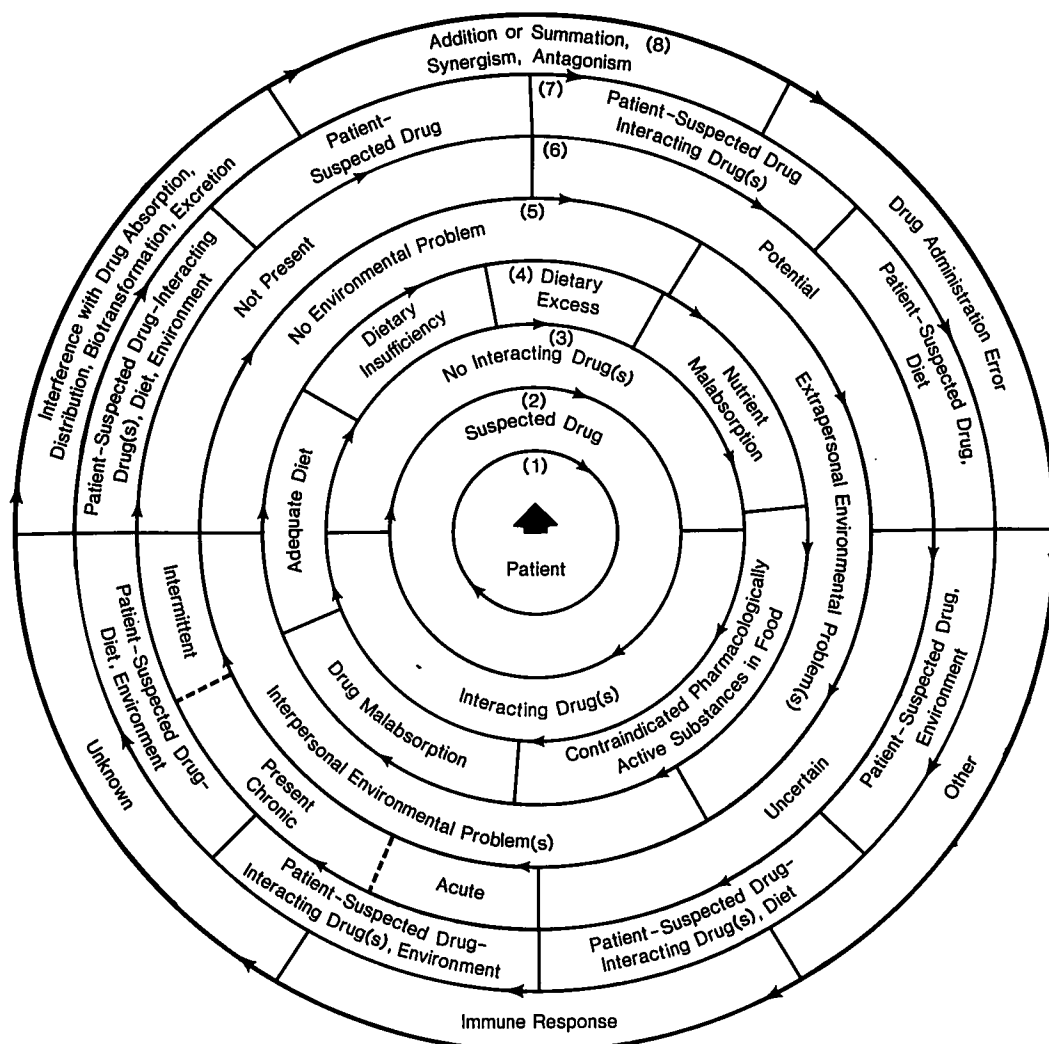 Addition or Summation, (8)
Synergism, Antagonism
(7)
Patient-
Suspected Drug
Patient-Suspected Drug
Interacting Drug(s)
(6)
Interference with Drug Absorption,
Distribution, Biotransformation, Excretion
Patient-Suspected Drug-Interacting
Drug(s), Diet, Environment
Drug Administration Error
Patient-Suspected Drug,
Diet
(5)
Not Present
No Environmental Problem
Potential
(4) Dietary
Excess
Dietary
Insufficiency
(3)
No Interacting Drug(s)
Nutrient
Malabsorption
Extrapersonal Environmental Problem(s)
(2)
Suspected Drug
(1)
Adequate Diet
Patient
Intermittent
Patient-Suspected Drug-
Diet, Environment
Patient-Suspected Drug,
Environment
Drug Malabsorption
Interacting Drug(s)
Contraindicated Pharmacologically
Active Substances in Food
Interpersonal Environmental Problem(s)
Unknown
Present
Chronic
Uncertain
Other
Acute
Patient-Suspected Drug-
Interacting Drug(s), Environment
Patient-Suspected Drug-
Interacting Drug(s), Diet
Immune Response